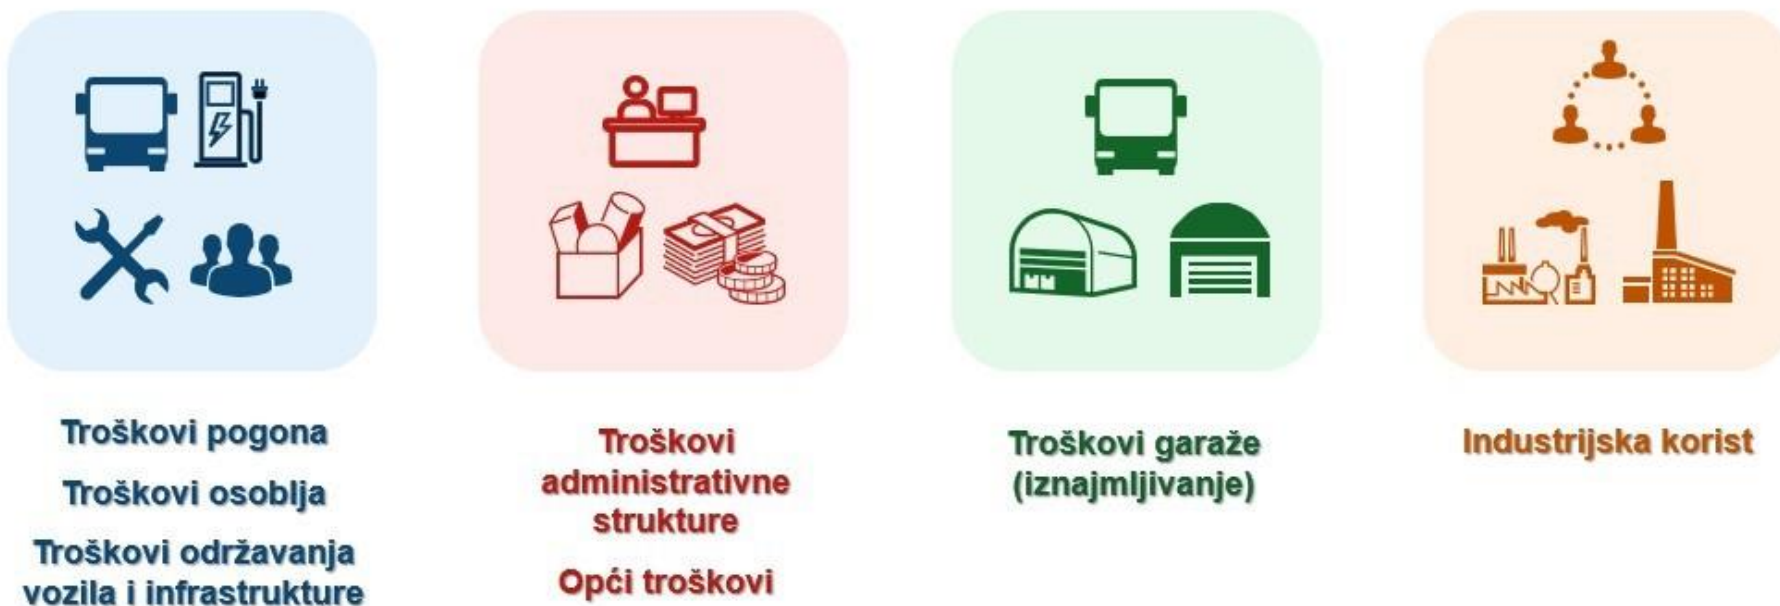 Troškovi pogona
Troškovi osoblja
Troškovi održavanja
vozila i infrastrukture
Troškovi
administrativne
strukture
Opći troškovi
Troškovi garaže
(iznajmljivanje)
Industrijska korist